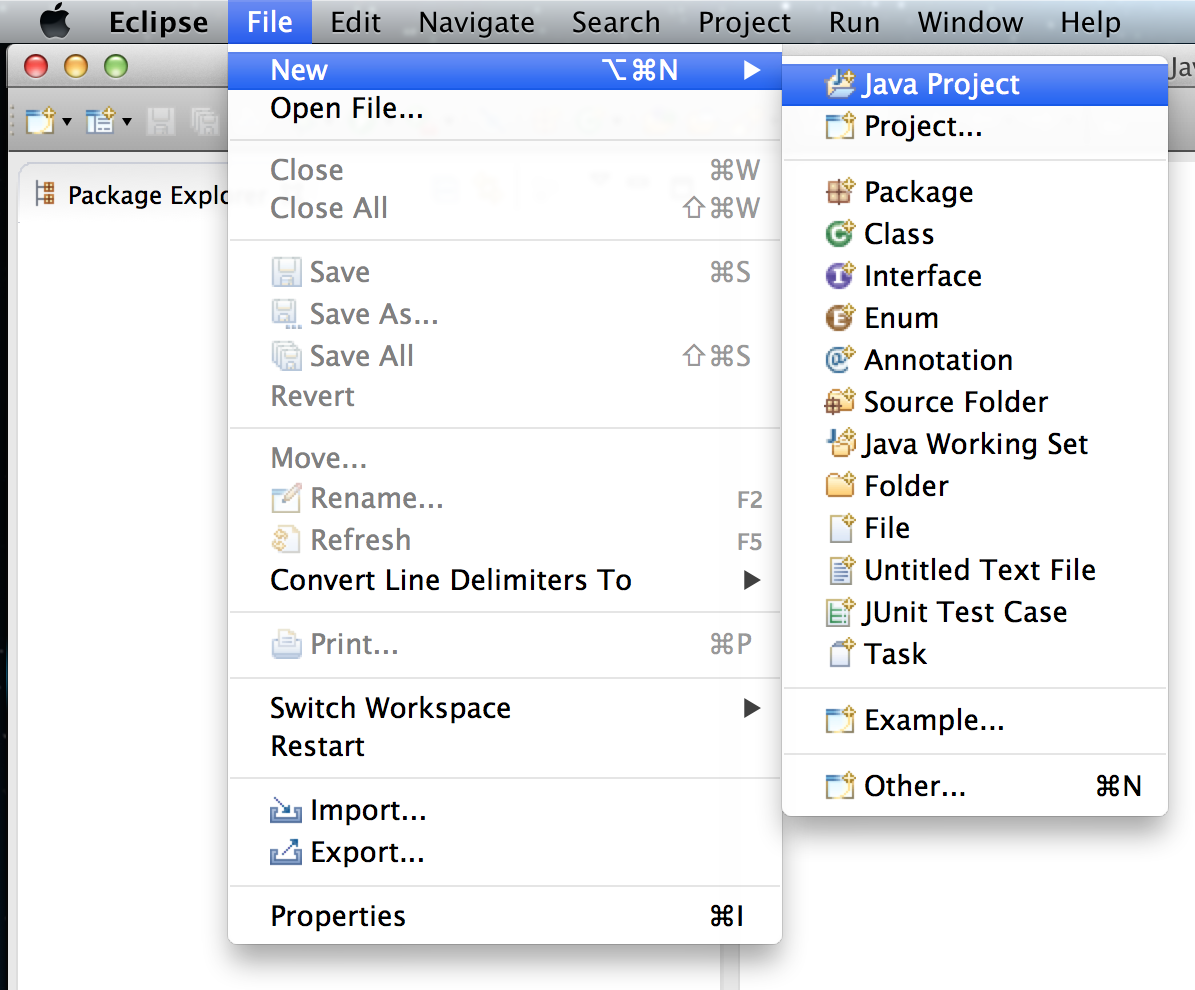 Eclipse File Edit Navigate Search Project Run Window Help
Package Explo
New ⌥⌘N ▶
Open File...
Close ⌘W
Close All ⇧⌘W
Save ⌘S
Save As...
Save All ⇧⌘S
Revert
Move...
Rename... F2
Refresh F5
Convert Line Delimiters To ▶
Print... ⌘P
Switch Workspace ▶
Restart
Import...
Export...
Properties ⌘I
Jav
Java Project
Project...
Package
Class
Interface
Enum
Annotation
Source Folder
Java Working Set
Folder
File
Untitled Text File
JUnit Test Case
Task
Example...
Other... ⌘N